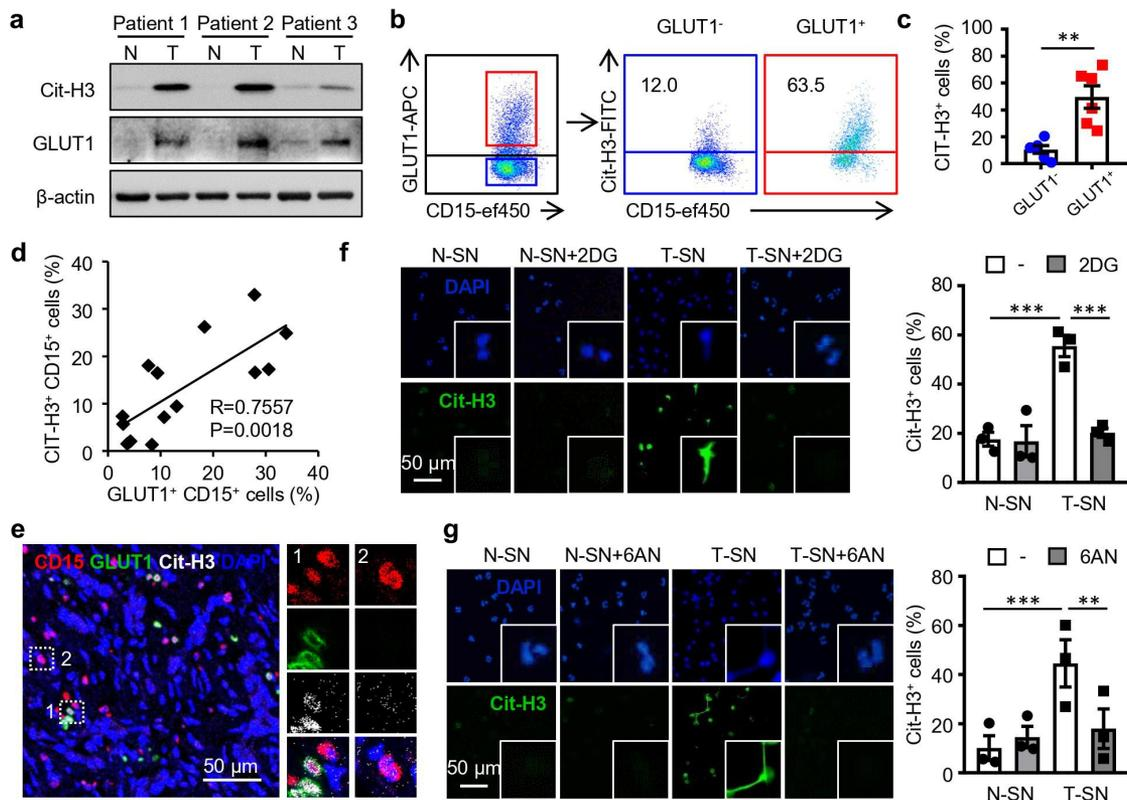 a
Patient 1 Patient 2 Patient 3
N T N T N T
Cit-H3
GLUT1
β-actin
b
GLUT1⁻ GLUT1⁺
GLUT1-APC
CD15-ef450
Cit-H3-FITC
12.0
63.5
CD15-ef450
c
CIT-H3⁺ cells (%)
100
80
60
40
20
0
**
GLUT1⁻
GLUT1⁺
d
CIT-H3⁺ CD15⁺ cells (%)
40
30
20
10
0
R=0.7557
P=0.0018
0 10 20 30 40
GLUT1⁺ CD15⁺ cells (%)
f
N-SN N-SN+2DG T-SN T-SN+2DG
DAPI
Cit-H3
50 µm
- 2DG
Cit-H3⁺ cells (%)
80
60
40
20
0
*** ***
N-SN T-SN
e
CD15 GLUT1 Cit-H3 DAPI
2
1
50 µm
1 2
g
N-SN N-SN+6AN T-SN T-SN+6AN
DAPI
Cit-H3
50 µm
- 6AN
Cit-H3⁺ cells (%)
80
60
40
20
0
*** **
N-SN T-SN